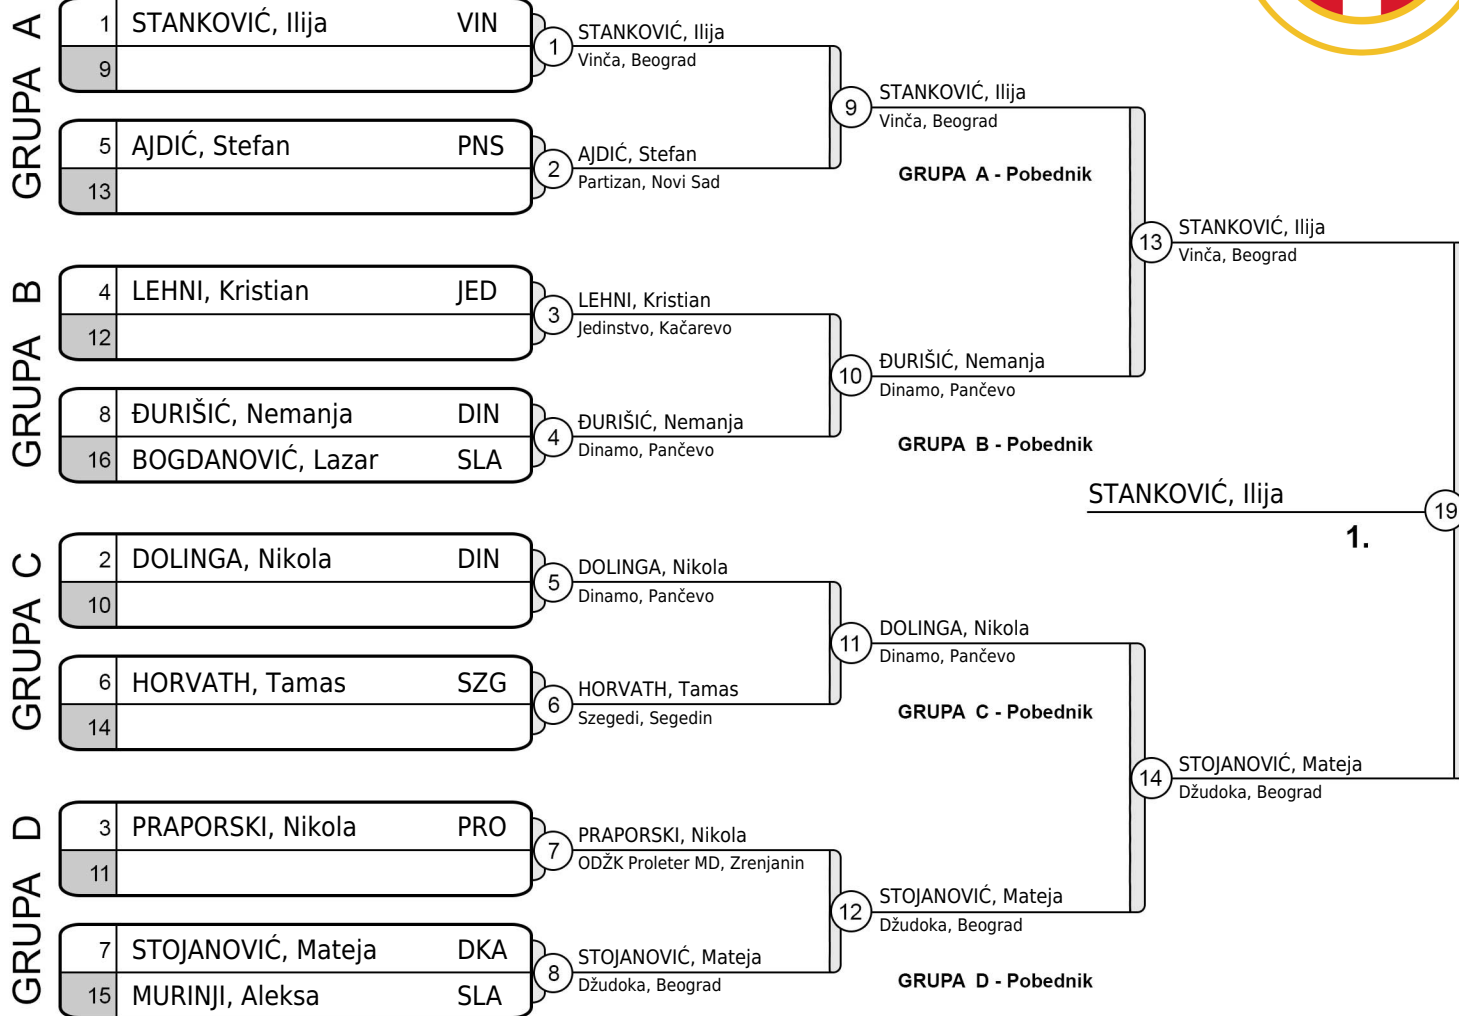 GRUPA A
1 STANKOVIĆ, Ilija VIN
9
5 AJDIĆ, Stefan PNS
13
GRUPA B
4 LEHNI, Kristian JED
12
8 ĐURIŠIĆ, Nemanja DIN
16 BOGDANOVIĆ, Lazar SLA
GRUPA C
2 DOLINGA, Nikola DIN
10
6 HORVATH, Tamas SZG
14
GRUPA D
3 PRAPORSKI, Nikola PRO
11
7 STOJANOVIĆ, Mateja DKA
15 MURINJI, Aleksa SLA
1 STANKOVIĆ, Ilija
Vinča, Beograd
2 AJDIĆ, Stefan
Partizan, Novi Sad
3 LEHNI, Kristian
Jedinstvo, Kačarevo
4 ĐURIŠIĆ, Nemanja
Dinamo, Pančevo
5 DOLINGA, Nikola
Dinamo, Pančevo
6 HORVATH, Tamas
Szegedi, Segedin
7 PRAPORSKI, Nikola
ODŽK Proleter MD, Zrenjanin
8 STOJANOVIĆ, Mateja
Džudoka, Beograd
9 STANKOVIĆ, Ilija
Vinča, Beograd
GRUPA A - Pobednik
10 ĐURIŠIĆ, Nemanja
Dinamo, Pančevo
GRUPA B - Pobednik
11 DOLINGA, Nikola
Dinamo, Pančevo
GRUPA C - Pobednik
12 STOJANOVIĆ, Mateja
Džudoka, Beograd
GRUPA D - Pobednik
13 STANKOVIĆ, Ilija
Vinča, Beograd
14 STOJANOVIĆ, Mateja
Džudoka, Beograd
STANKOVIĆ, Ilija 19
1.